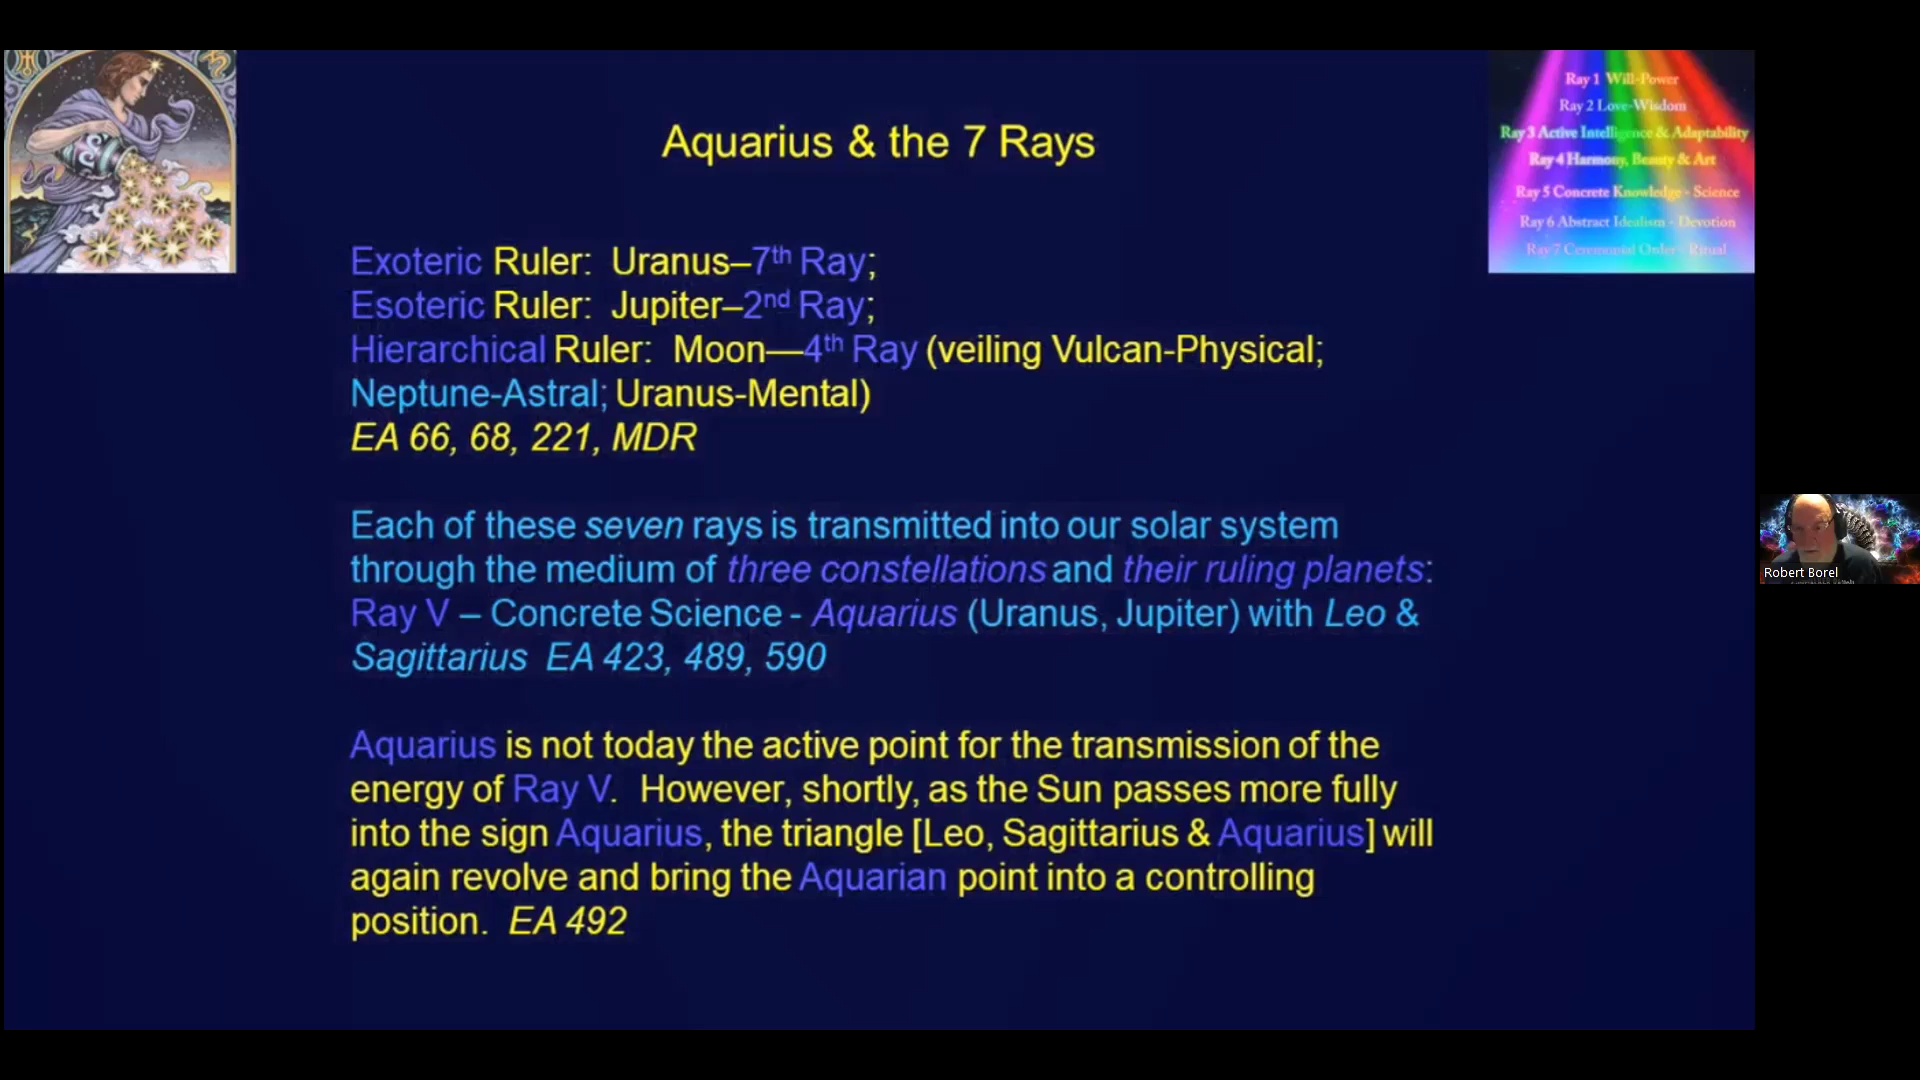 Aquarius & the 7 Rays
Ray 1 Will-Power
Ray 2 Love-Wisdom
Ray 3 Active Intelligence & Adaptability
Ray 4 Harmony, Beauty & Art
Ray 5 Concrete Knowledge - Science
Ray 6 Abstract Idealism - Devotion
Ray 7 Ceremonial Order - Ritual
Exoteric Ruler: Uranus–7th Ray;
Esoteric Ruler: Jupiter–2nd Ray;
Hierarchical Ruler: Moon—4th Ray (veiling Vulcan-Physical;
Neptune-Astral; Uranus-Mental)
EA 66, 68, 221, MDR
Each of these seven rays is transmitted into our solar system
through the medium of three constellations and their ruling planets:
Ray V – Concrete Science - Aquarius (Uranus, Jupiter) with Leo &
Sagittarius EA 423, 489, 590
Aquarius is not today the active point for the transmission of the
energy of Ray V. However, shortly, as the Sun passes more fully
into the sign Aquarius, the triangle [Leo, Sagittarius & Aquarius] will
again revolve and bring the Aquarian point into a controlling
position. EA 492
Robert Borel